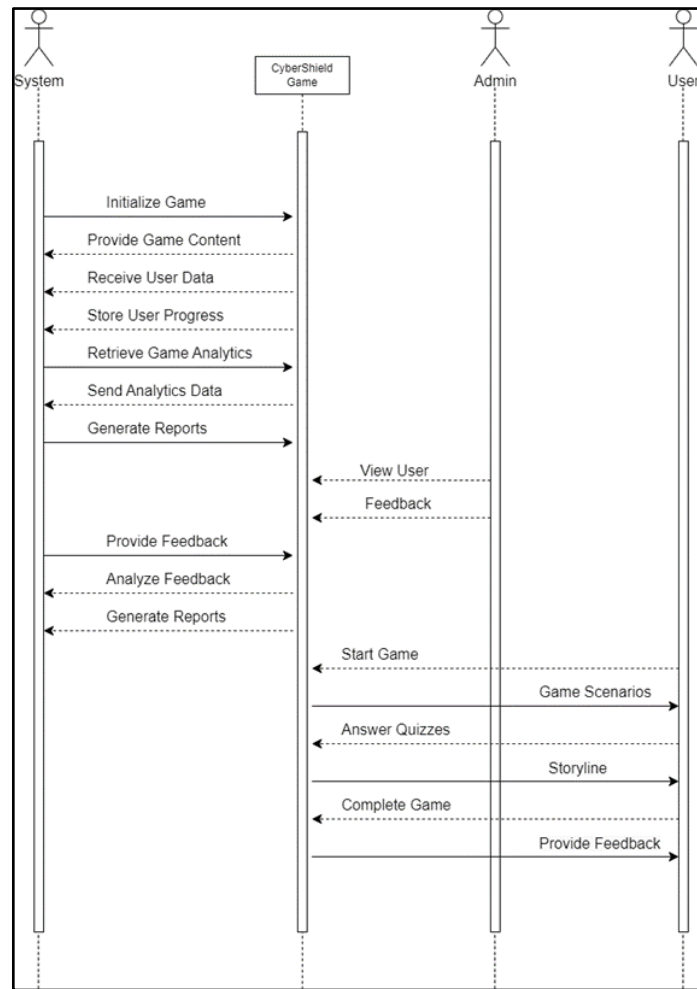 System
CyberShield
Game
Admin
User
Initialize Game
Provide Game Content
Receive User Data
Store User Progress
Retrieve Game Analytics
Send Analytics Data
Generate Reports
View User
Feedback
Provide Feedback
Analyze Feedback
Generate Reports
Start Game
Game Scenarios
Answer Quizzes
Storyline
Complete Game
Provide Feedback